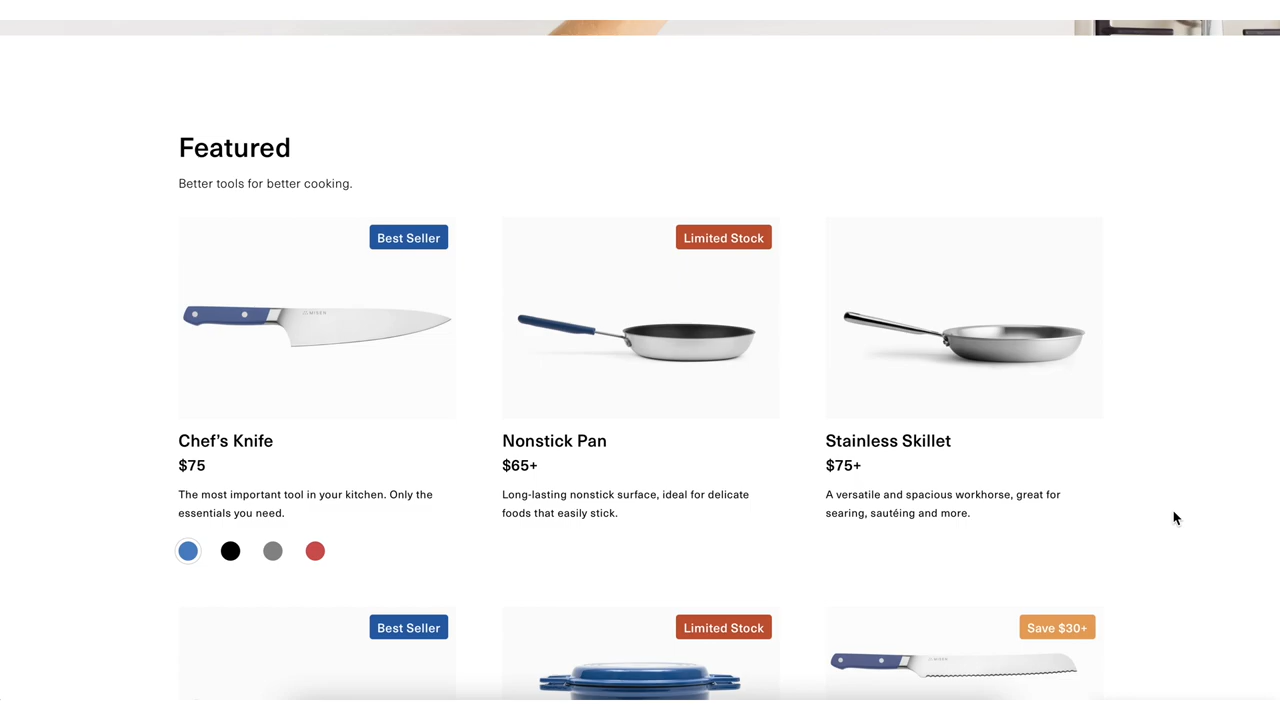 Featured
Better tools for better cooking.
Best Seller
MISEN
Limited Stock
Chef's Knife
$75
The most important tool in your kitchen. Only the
essentials you need.
Nonstick Pan
$65+
Long-lasting nonstick surface, ideal for delicate
foods that easily stick.
Stainless Skillet
$75+
A versatile and spacious workhorse, great for
searing, sautéing and more.
Best Seller
Limited Stock
Save $30+
MISEN